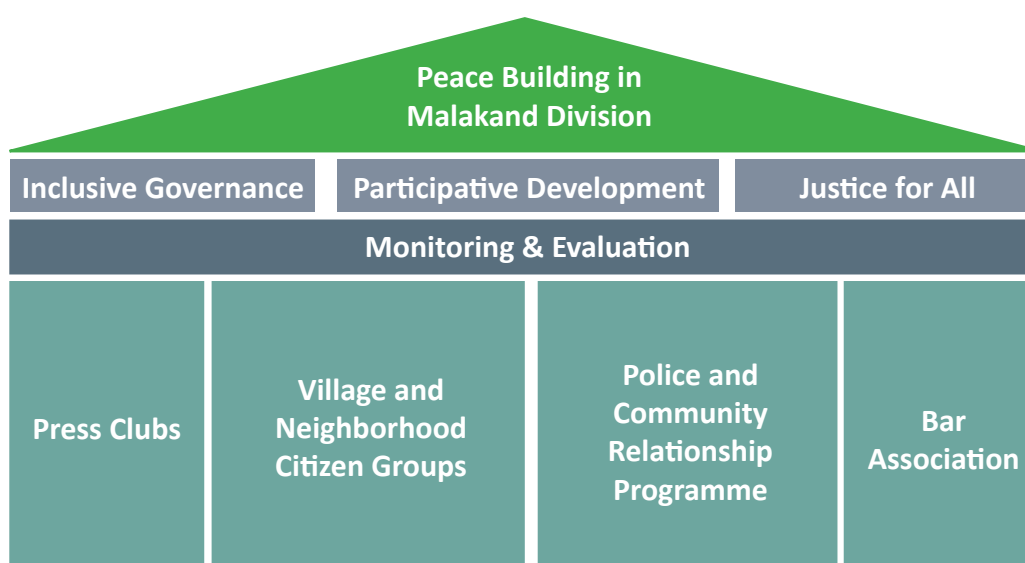 Peace Building in
Malakand Division
Inclusive Governance
Participative Development
Justice for All
Monitoring & Evaluation
Press Clubs
Village and
Neighborhood
Citizen Groups
Police and
Community
Relationship
Programme
Bar
Association